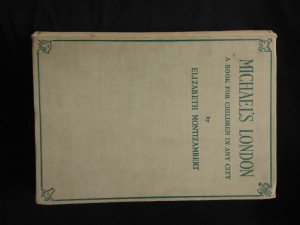 MICHAEL'S LONDON
A BOOK FOR CHILDREN IN ANY CITY
by
ELIZABETH MONTIZAMBERT